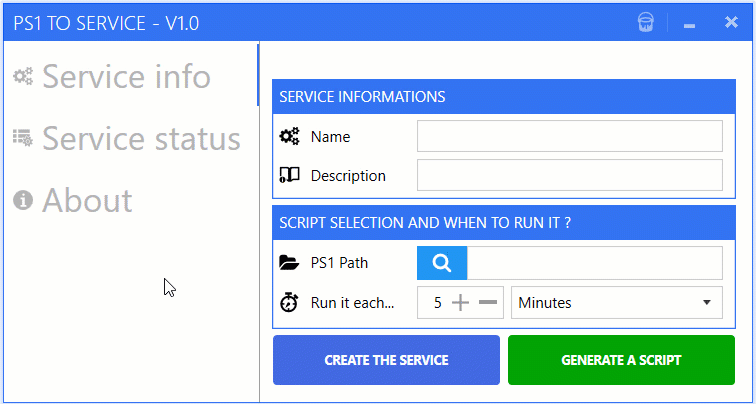 PS1 TO SERVICE - V1.0
Service info
Service status
About
SERVICE INFORMATIONS
Name
Description
SCRIPT SELECTION AND WHEN TO RUN IT ?
PS1 Path
Run it each... 5 Minutes
CREATE THE SERVICE GENERATE A SCRIPT